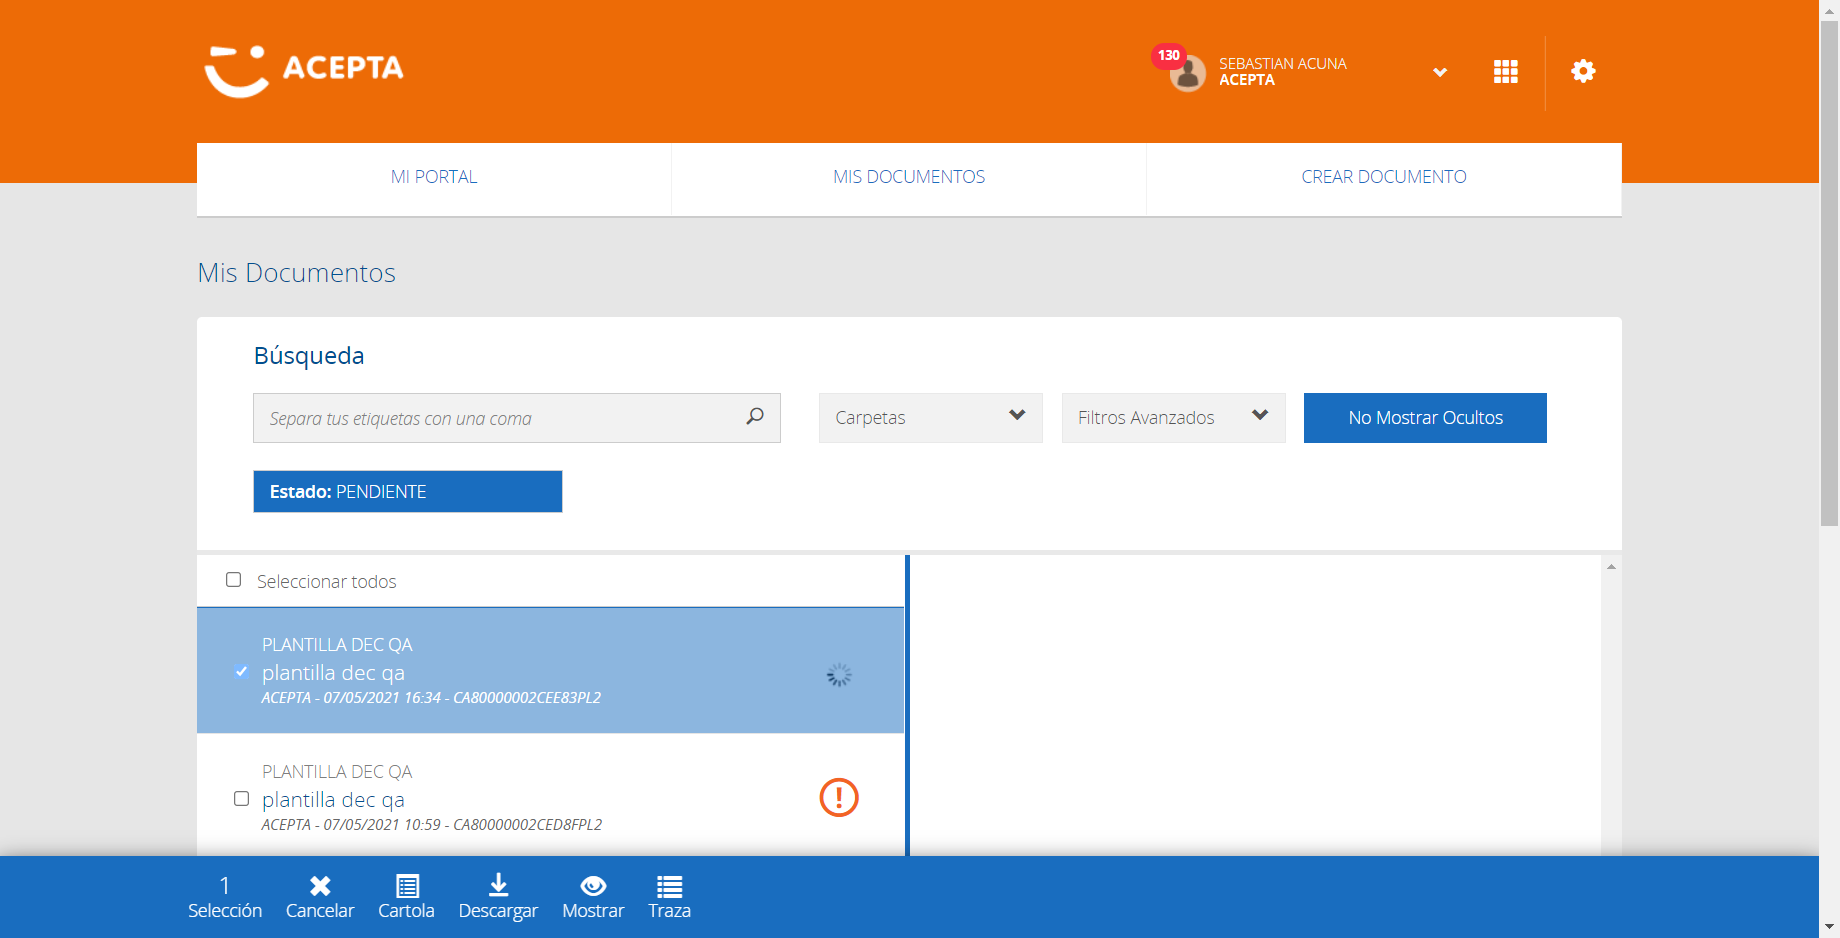 ACEPTA
130
SEBASTIAN ACUNA
ACEPTA
MI PORTAL
MIS DOCUMENTOS
CREAR DOCUMENTO
Mis Documentos
Búsqueda
Separa tus etiquetas con una coma
Carpetas
Filtros Avanzados
No Mostrar Ocultos
Estado: PENDIENTE
Seleccionar todos
PLANTILLA DEC QA
plantilla dec qa
ACEPTA - 07/05/2021 16:34 - CA80000002CEE83PL2
PLANTILLA DEC QA
plantilla dec qa
ACEPTA - 07/05/2021 10:59 - CA80000002CED8FPL2
1
Selección
Cancelar
Cartola
Descargar
Mostrar
Traza